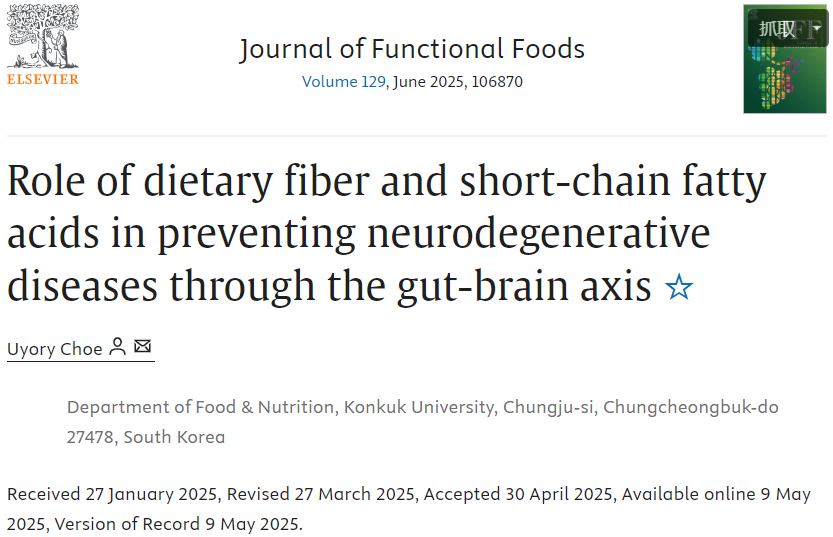 ELSEVIER
Journal of Functional Foods
Volume 129, June 2025, 106870
抓取
Role of dietary fiber and short-chain fatty
acids in preventing neurodegenerative
diseases through the gut-brain axis ☆
Uyory Choe
Department of Food & Nutrition, Konkuk University, Chungju-si, Chungcheongbuk-do
27478, South Korea
Received 27 January 2025, Revised 27 March 2025, Accepted 30 April 2025, Available online 9 May
2025, Version of Record 9 May 2025.